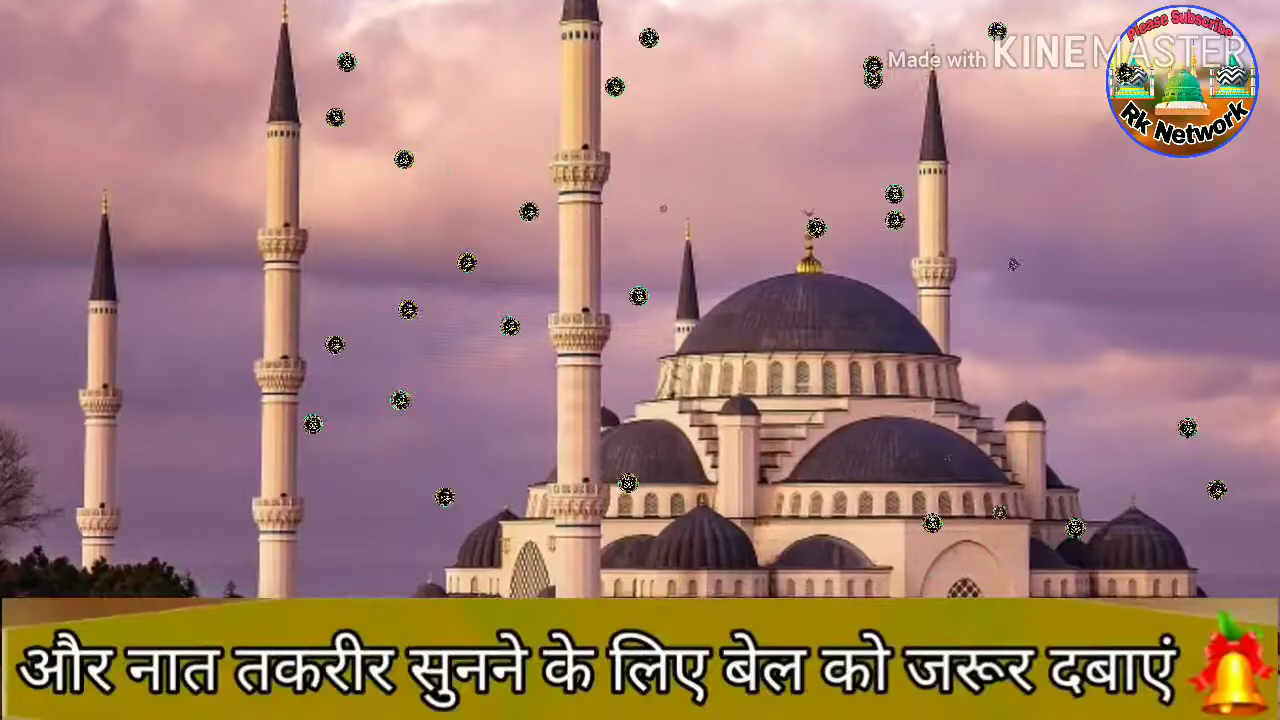 Made with KINEMASTER
Please Subscribe
Rk Network
और नात तकरीर सुनने के लिए बेल को जरूर दबाएं